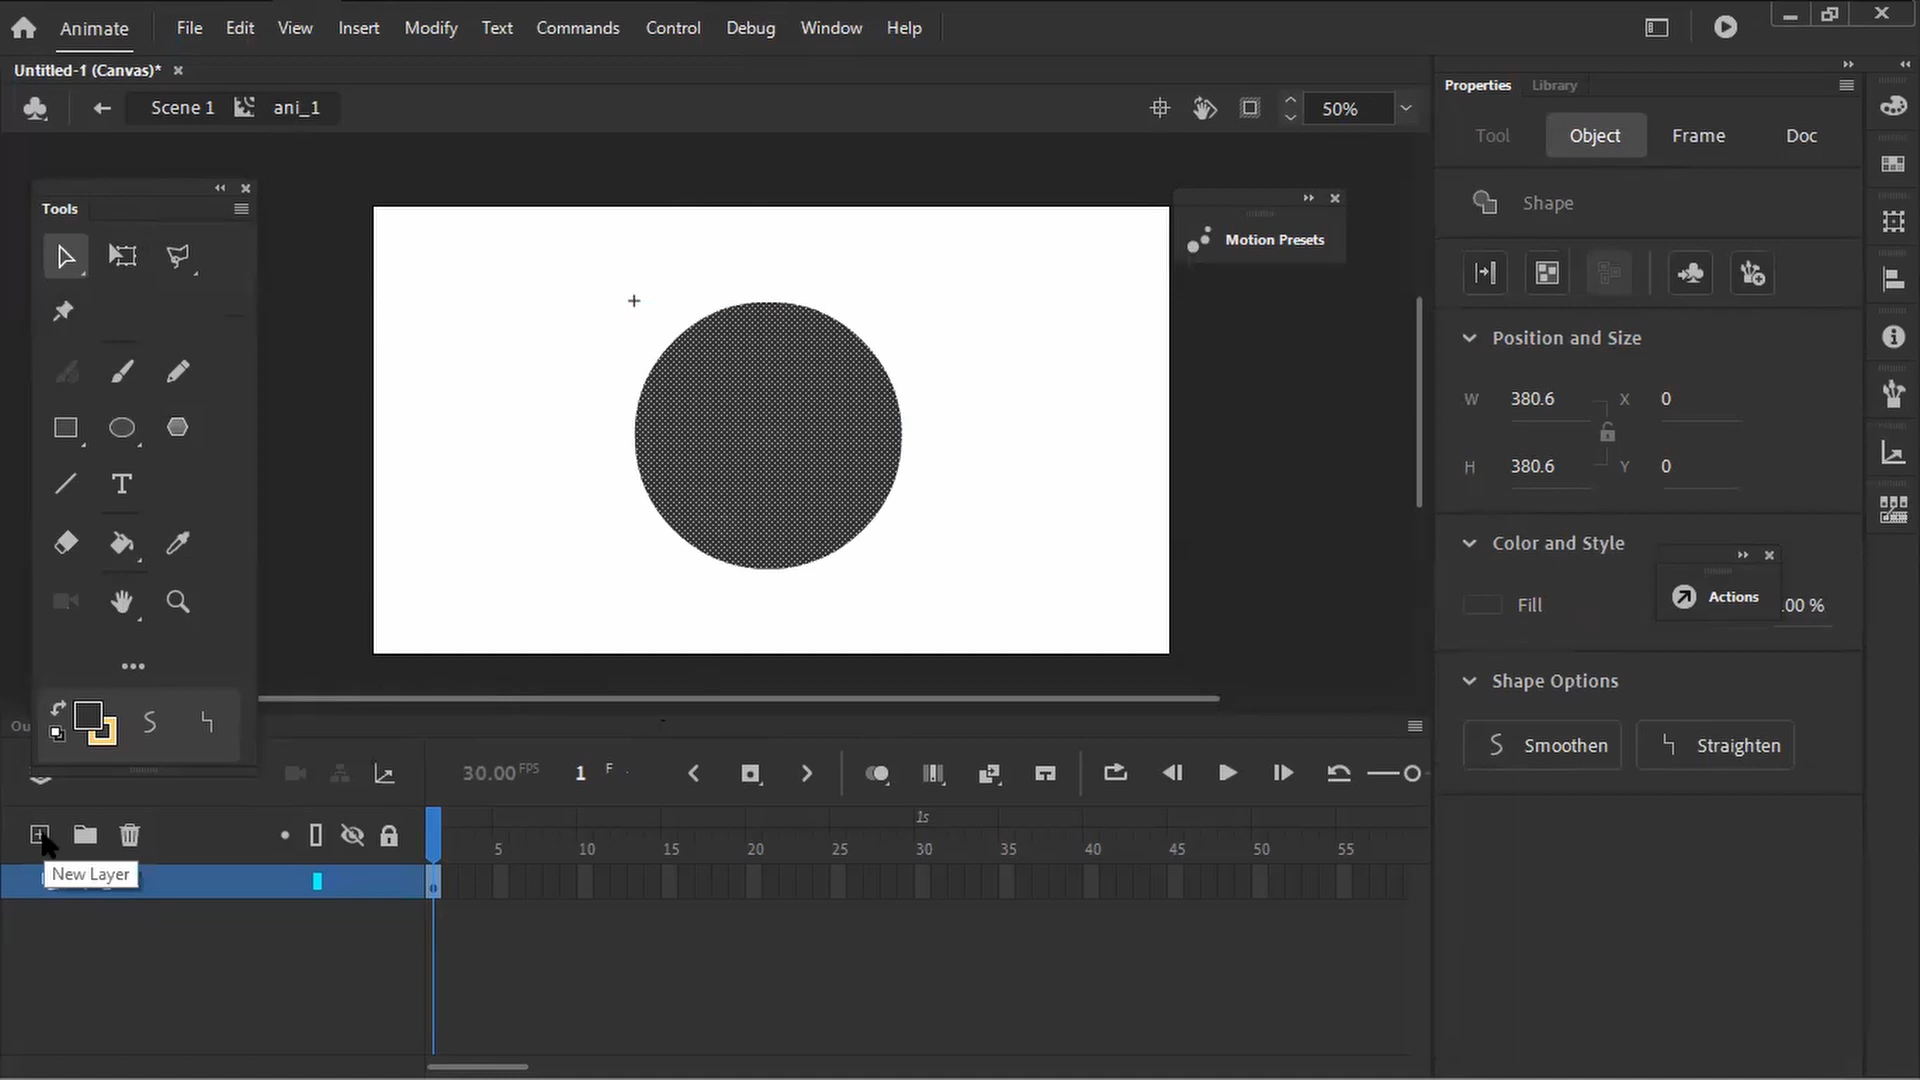 Animate
File
Edit
View
Insert
Modify
Text
Commands
Control
Debug
Window
Help
Untitled-1 (Canvas)*
Scene 1
ani_1
50%
Properties
Library
Tool
Object
Frame
Doc
Tools
Motion Presets
Shape
Position and Size
W 380.6 X 0
H 380.6 Y 0
Color and Style
Fill
Actions
00 %
Shape Options
Smoothen
Straighten
Ou
30.00 FPS
1 F
1s
5 10 15 20 25 30 35 40 45 50 55
New Layer